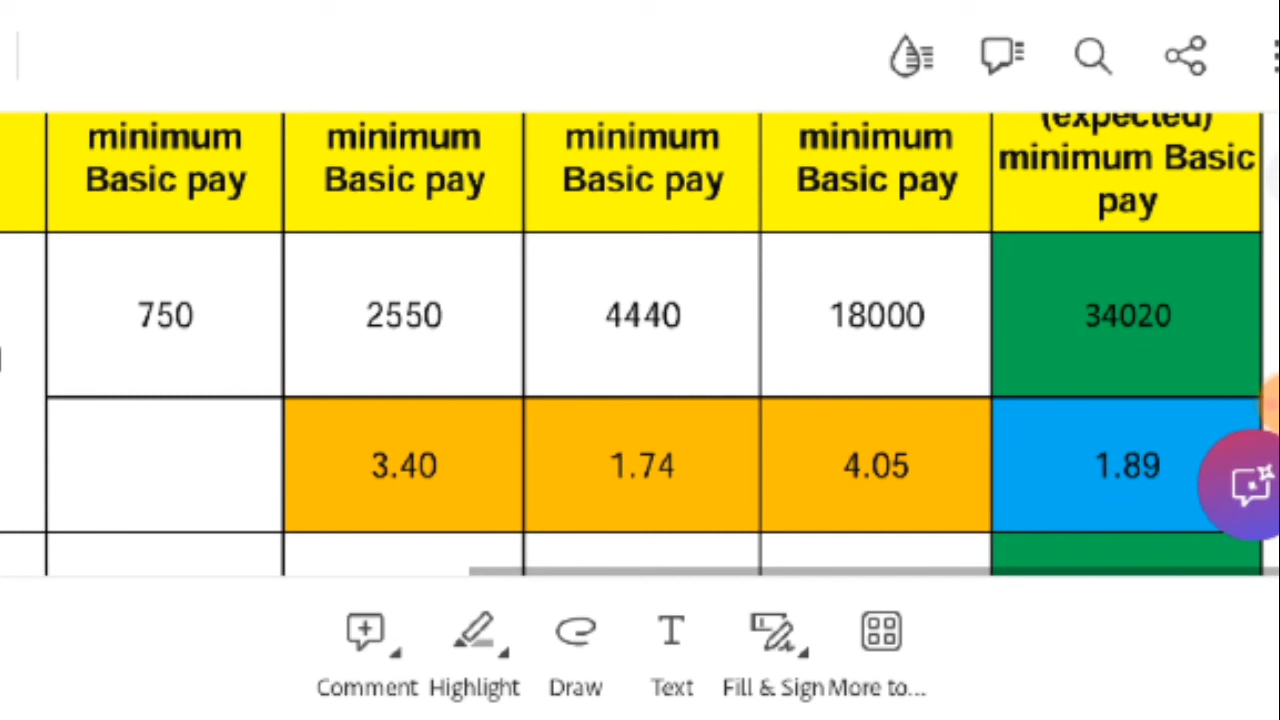 minimum Basic pay minimum Basic pay minimum Basic pay minimum Basic pay (expected) minimum Basic pay
750 2550 4440 18000 34020
3.40 1.74 4.05 1.89
Comment Highlight Draw Text Fill & Sign More to...